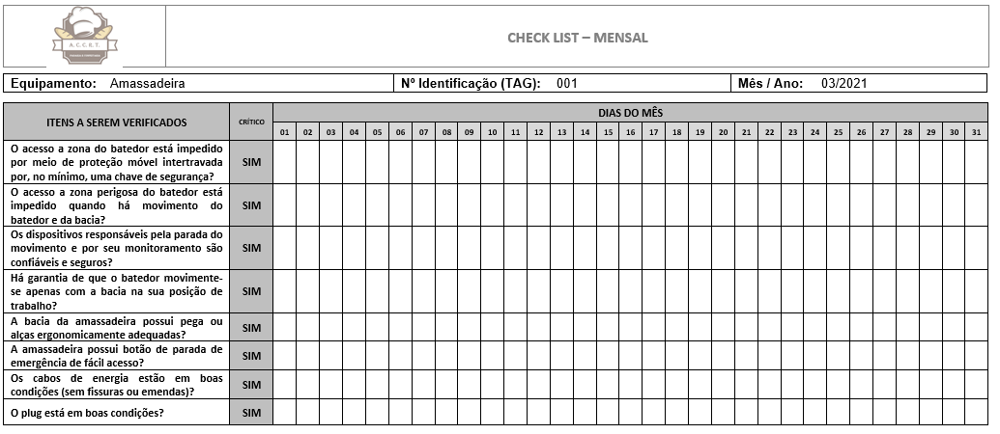 A.C.C.R.T.
CHECK LIST – MENSAL
Equipamento: Amassadeira Nº Identificação (TAG): 001 Mês / Ano: 03/2021
ITENS A SEREM VERIFICADOS CRÍTICO DIAS DO MÊS
01 02 03 04 05 06 07 08 09 10 11 12 13 14 15 16 17 18 19 20 21 22 23 24 25 26 27 28 29 30 31
O acesso a zona do batedor está impedido
por meio de proteção móvel intertravada
por, no mínimo, uma chave de segurança?
SIM
O acesso a zona perigosa do batedor está
impedido quando há movimento do
batedor e da bacia?
SIM
Os dispositivos responsáveis pela parada do
movimento e por seu monitoramento são
confiáveis e seguros?
SIM
Há garantia de que o batedor movimente-
se apenas com a bacia na sua posição de
trabalho?
SIM
A bacia da amassadeira possui pega ou
alças ergonomicamente adequadas?
SIM
A amassadeira possui botão de parada de
emergência de fácil acesso?
SIM
Os cabos de energia estão em boas
condições (sem fissuras ou emendas)?
SIM
O plug está em boas condições?
SIM